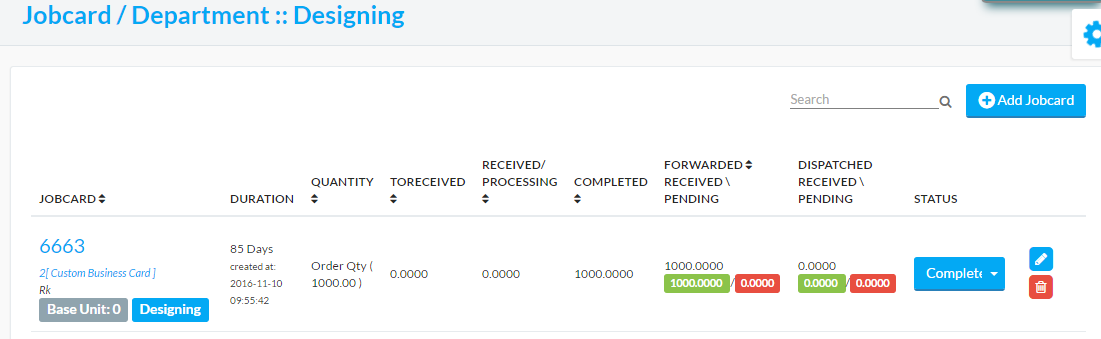 Jobcard / Department :: Designing
Search
Add Jobcard
JOBCARD
DURATION
QUANTITY
TORECEIVED
RECEIVED/
PROCESSING
COMPLETED
FORWARDED
RECEIVED \
PENDING
DISPATCHED
RECEIVED \
PENDING
STATUS
6663
2[ Custom Business Card ]
Rk
Base Unit: 0 Designing
85 Days
created at:
2016-11-10
09:55:42
Order Qty (
1000.00 )
0.0000
0.0000
1000.0000
1000.0000
1000.0000 / 0.0000
0.0000
0.0000 / 0.0000
Complete